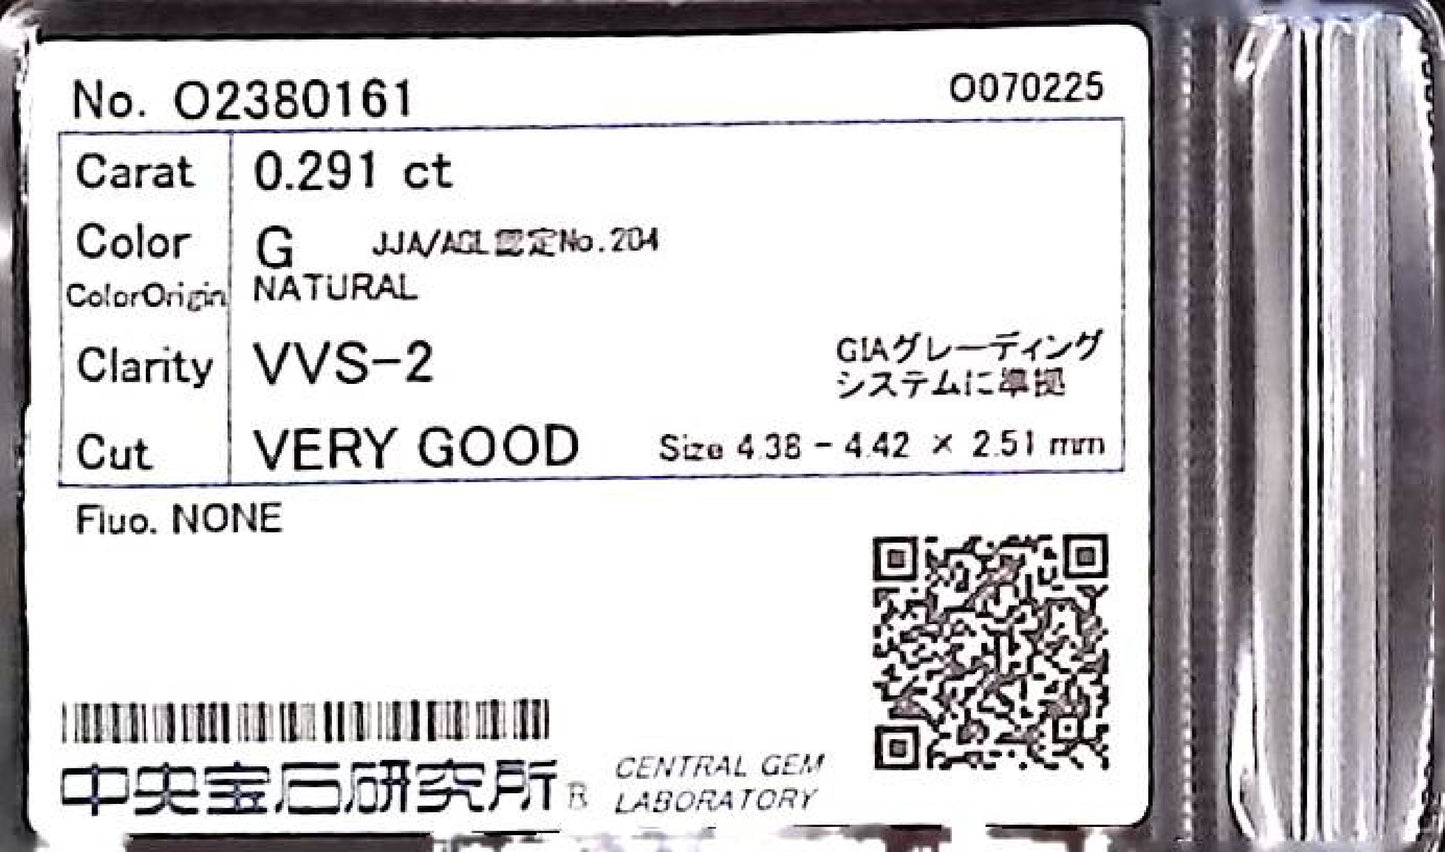 No. O2380161 O070225
Carat 0.291 ct
Color G JJA/AGL認定No.204
ColorOrigin NATURAL
Clarity VVS-2 GIAグレーディング
システムに準拠
Cut VERY GOOD Size 4.38 - 4.42 × 2.51 mm
Fluo. NONE
中央宝石研究所® CENTRAL GEM
LABORATORY